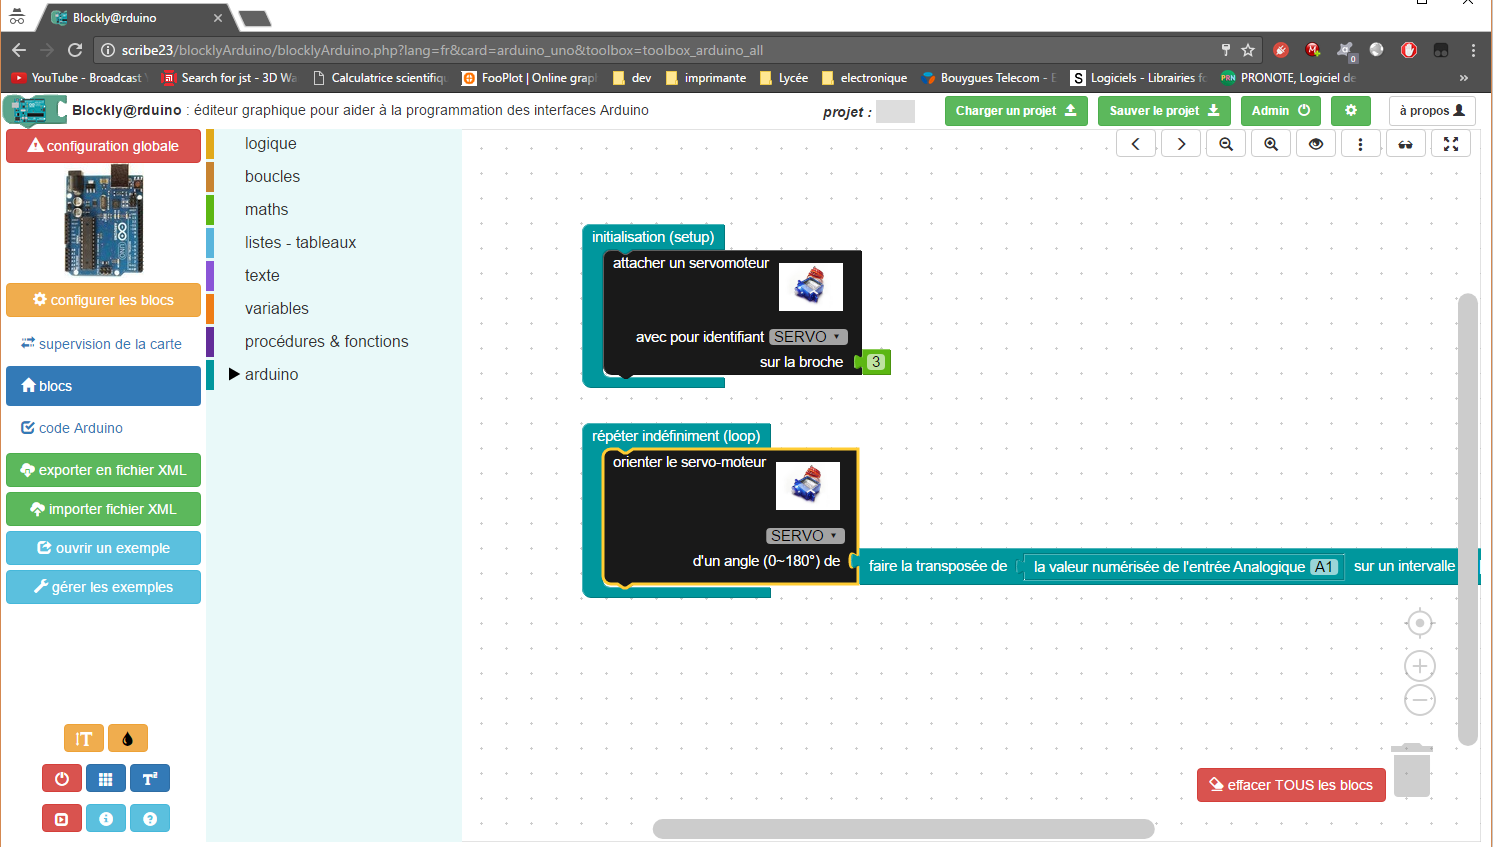 Blockly@rduino
scribe23/blocklyArduino/blocklyArduino.php?lang=fr&card=arduino_uno&toolbox=toolbox_arduino_all
0
YouTube - Broadcast
Search for jst - 3D Wa
Calculatrice scientifiqu
FooPlot | Online grap
dev
imprimante
Lycée
electronique
Bouygues Telecom - E
S Logiciels - Librairies fo
PRN PRONOTE, Logiciel de
»
Blockly@rduino : éditeur graphique pour aider à la programmation des interfaces Arduino
projet :
Charger un projet
Sauver le projet
Admin
à propos
configuration globale
configurer les blocs
supervision de la carte
blocs
code Arduino
exporter en fichier XML
importer fichier XML
ouvrir un exemple
gérer les exemples
logique
boucles
maths
listes - tableaux
texte
variables
procédures & fonctions
arduino
initialisation (setup)
attacher un servomoteur
avec pour identifiant SERVO
sur la broche 3
répéter indéfiniment (loop)
orienter le servo-moteur
SERVO
d'un angle (0~180°) de
faire la transposée de la valeur numérisée de l'entrée Analogique A1 sur un intervalle
effacer TOUS les blocs